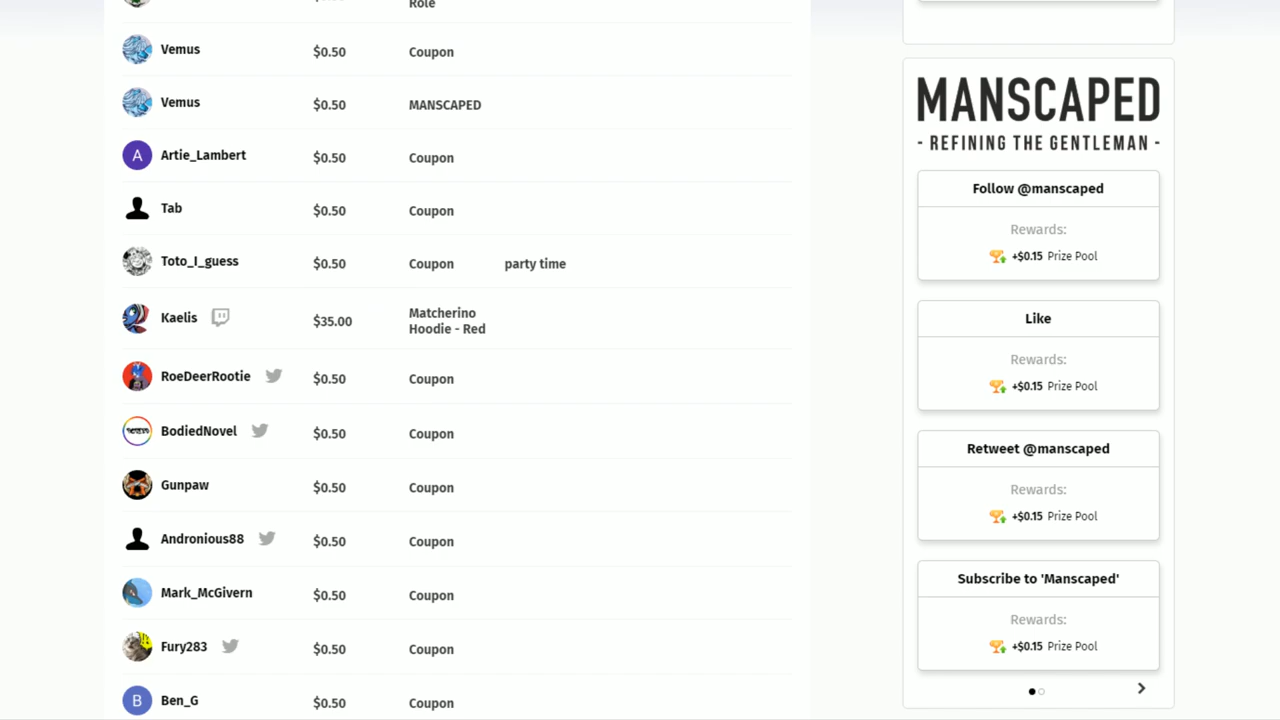 Role
Vemus $0.50 Coupon
Vemus $0.50 MANSCAPED
A Artie_Lambert $0.50 Coupon
Tab $0.50 Coupon
Toto_I_guess $0.50 Coupon party time
Kaelis $35.00 Matcherino
Hoodie - Red
RoeDeerRootie $0.50 Coupon
BodiedNovel $0.50 Coupon
Gunpaw $0.50 Coupon
Andronious88 $0.50 Coupon
Mark_McGivern $0.50 Coupon
Fury283 $0.50 Coupon
B Ben_G $0.50 Coupon
MANSCAPED
- REFINING THE GENTLEMAN -
Follow @manscaped
Rewards:
+$0.15 Prize Pool
Like
Rewards:
+$0.15 Prize Pool
Retweet @manscaped
Rewards:
+$0.15 Prize Pool
Subscribe to 'Manscaped'
Rewards:
+$0.15 Prize Pool